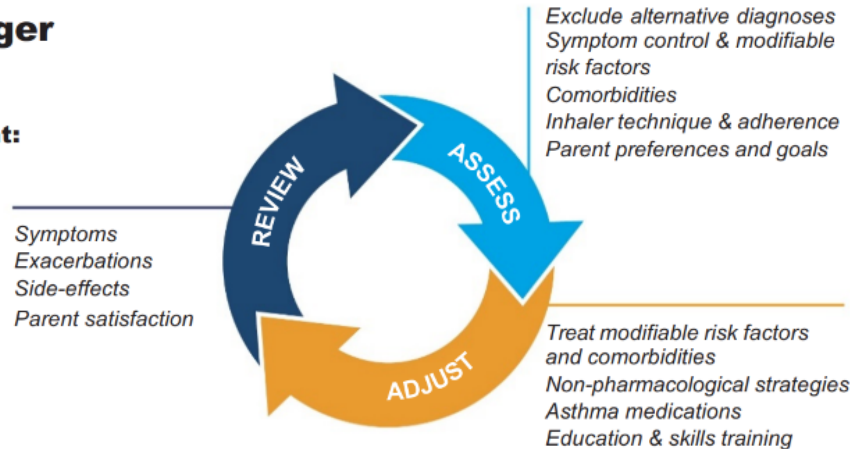 ger
t:
REVIEW
Symptoms
Exacerbations
Side-effects
Parent satisfaction
ASSESS
Exclude alternative diagnoses
Symptom control & modifiable
risk factors
Comorbidities
Inhaler technique & adherence
Parent preferences and goals
ADJUST
Treat modifiable risk factors
and comorbidities
Non-pharmacological strategies
Asthma medications
Education & skills training